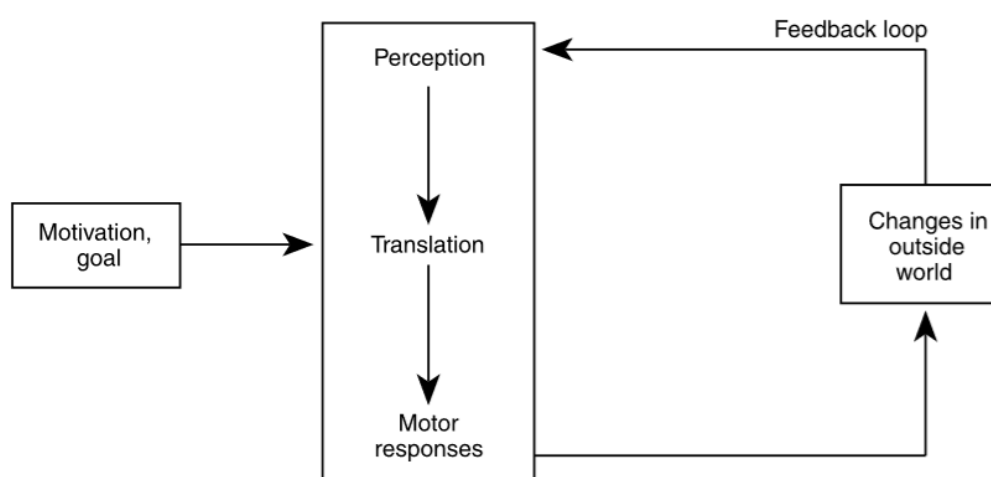 Feedback loop
Perception
Motivation,
goal
Translation
Changes in
outside
world
Motor
responses